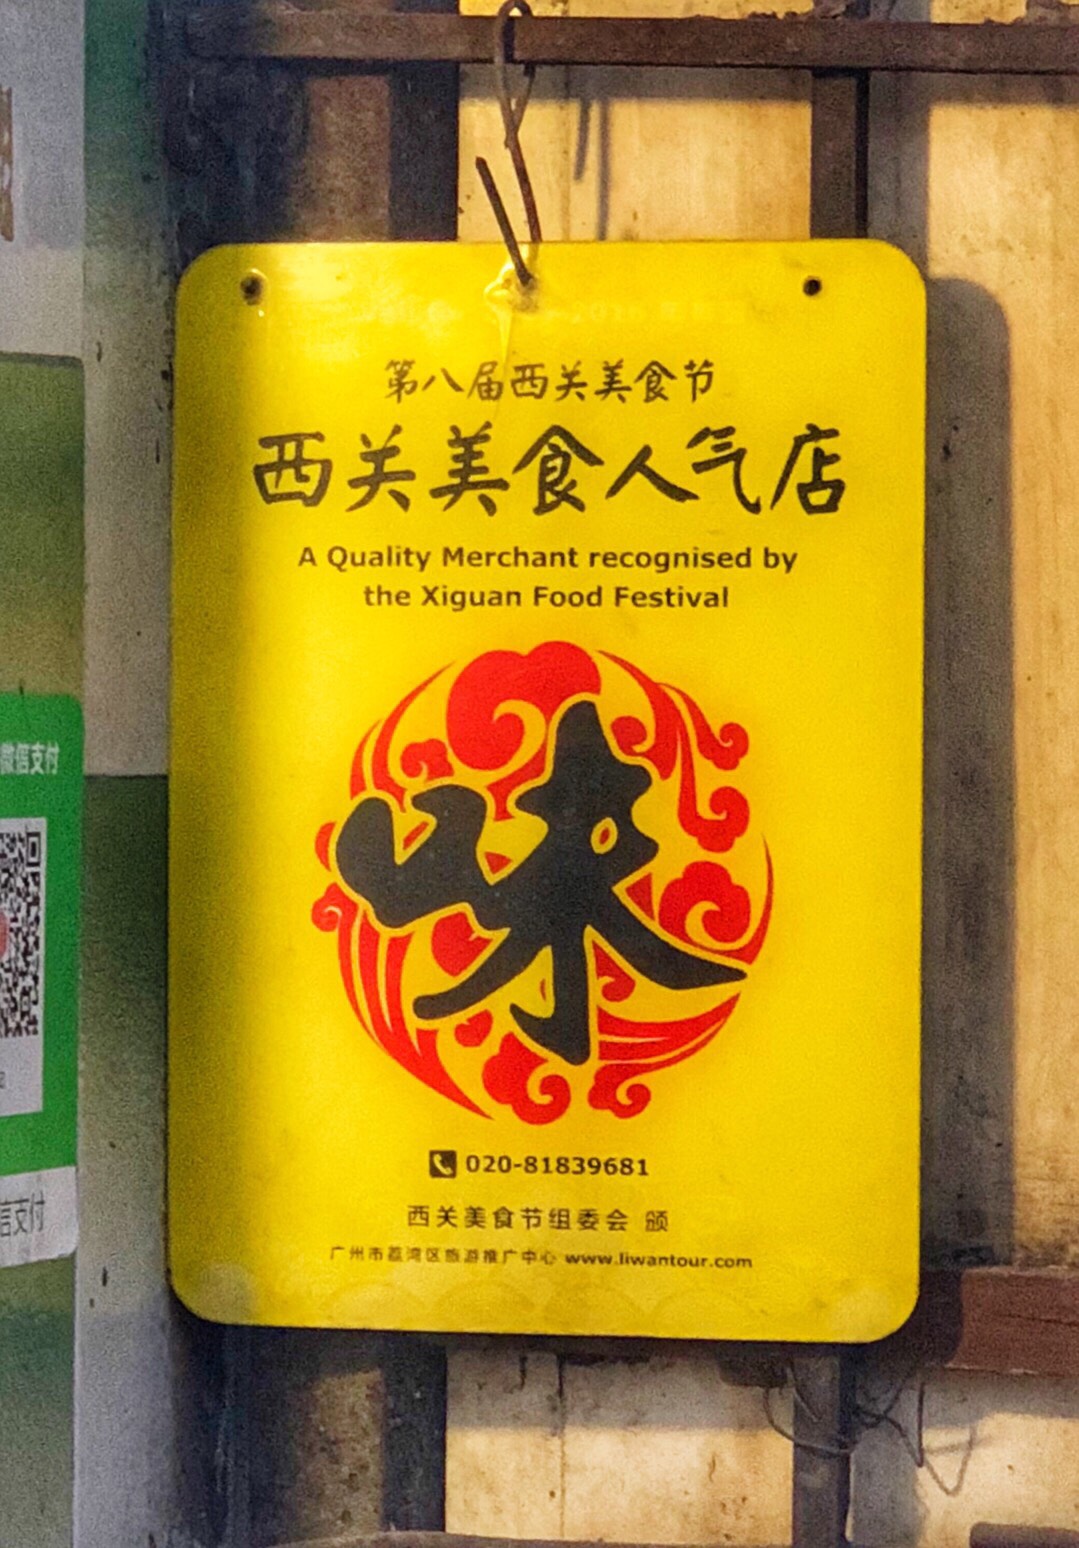 第八届西关美食节
西关美食人气店
A Quality Merchant recognised by
the Xiguan Food Festival
味
020-81839681
西关美食节组委会 颁
广州市荔湾区旅游推广中心 www.liwantour.com
微信支付
信支付